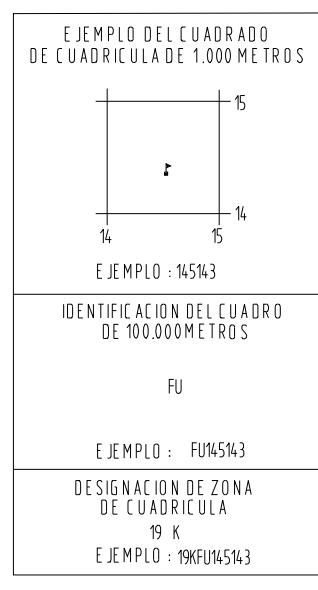 EJEMPLO DEL CUADRADO
DE CUADRICULA DE 1.000 METROS
15
14
14 15
EJEMPLO : 145143
IDENTIFICACION DEL CUADRO
DE 100.000 METROS
FU
EJEMPLO : FU145143
DESIGNACION DE ZONA
DE CUADRICULA
19 K
EJEMPLO : 19KFU145143